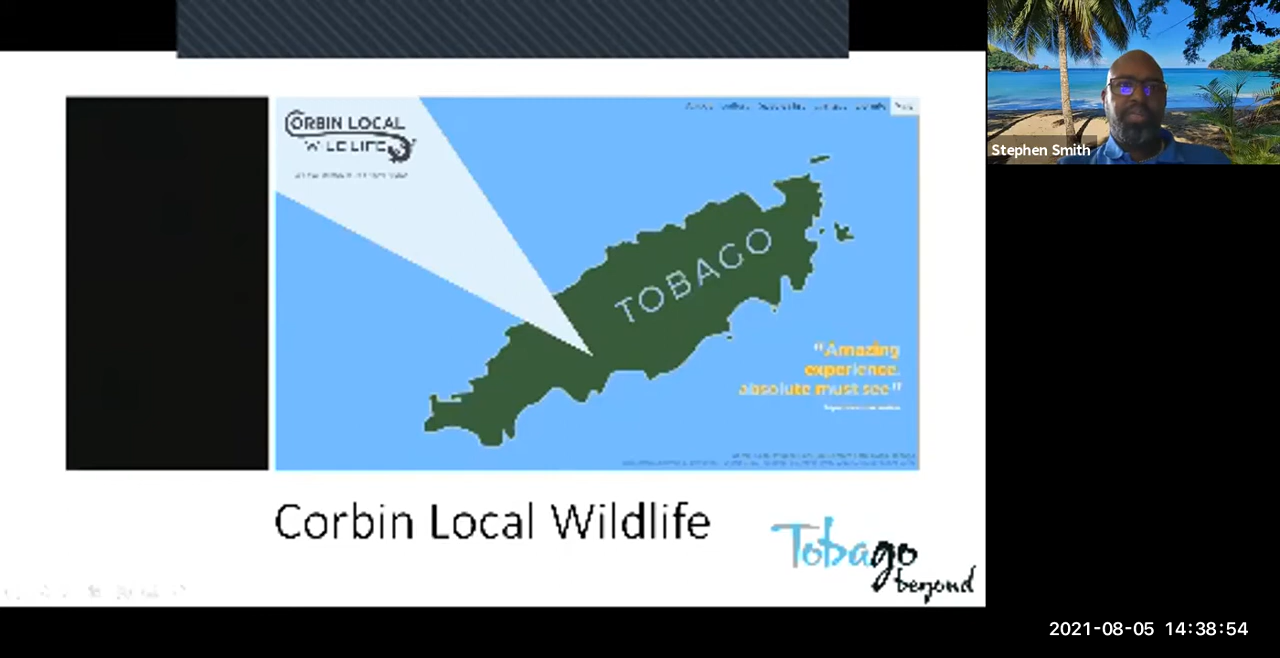 CORBIN LOCAL
WILDLIFE
TOBAGO
"Amazing
experience,
absolute must see"
Corbin Local Wildlife
Tobago
beyond
Stephen Smith
2021-08-05 14:38:54